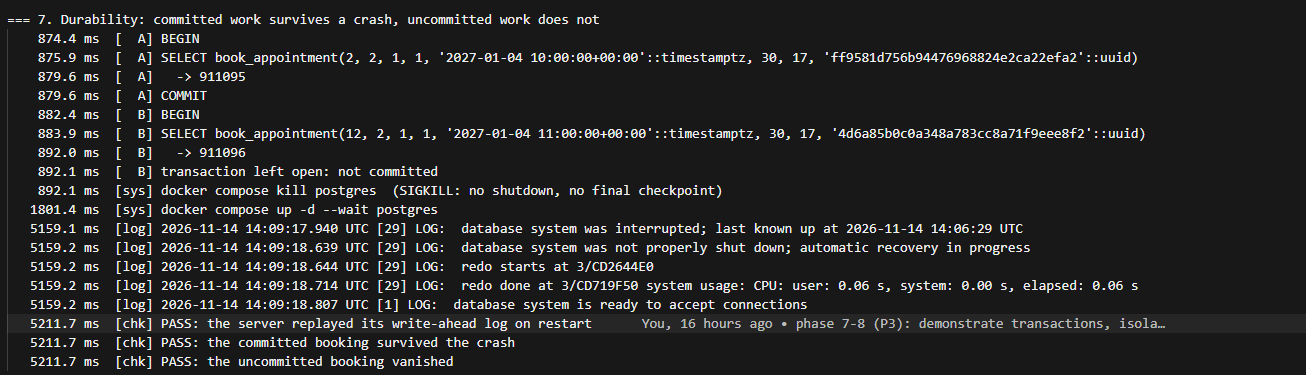 === 7. Durability: committed work survives a crash, uncommitted work does not
874.4 ms  [  A] BEGIN
875.9 ms  [  A] SELECT book_appointment(2, 2, 1, 1, '2027-01-04 10:00:00+00:00'::timestamptz, 30, 17, 'ff9581d756b94476968824e2ca22efa2'::uuid)
879.6 ms  [  A]   -> 911095
879.6 ms  [  A] COMMIT
882.4 ms  [  B] BEGIN
883.9 ms  [  B] SELECT book_appointment(12, 2, 1, 1, '2027-01-04 11:00:00+00:00'::timestamptz, 30, 17, '4d6a85b0c0a348a783cc8a71f9eee8f2'::uuid)
892.0 ms  [  B]   -> 911096
892.1 ms  [  B] transaction left open: not committed
892.1 ms  [sys] docker compose kill postgres  (SIGKILL: no shutdown, no final checkpoint)
1801.4 ms  [sys] docker compose up -d --wait postgres
5159.1 ms  [log] 2026-11-14 14:09:17.940 UTC [29] LOG:  database system was interrupted; last known up at 2026-11-14 14:06:29 UTC
5159.2 ms  [log] 2026-11-14 14:09:18.639 UTC [29] LOG:  database system was not properly shut down; automatic recovery in progress
5159.2 ms  [log] 2026-11-14 14:09:18.644 UTC [29] LOG:  redo starts at 3/CD2644E0
5159.2 ms  [log] 2026-11-14 14:09:18.714 UTC [29] LOG:  redo done at 3/CD719F50 system usage: CPU: user: 0.06 s, system: 0.00 s, elapsed: 0.06 s
5159.2 ms  [log] 2026-11-14 14:09:18.807 UTC [1] LOG:  database system is ready to accept connections
5211.7 ms  [chk] PASS: the server replayed its write-ahead log on restart      You, 16 hours ago • phase 7-8 (P3): demonstrate transactions, isola…
5211.7 ms  [chk] PASS: the committed booking survived the crash
5211.7 ms  [chk] PASS: the uncommitted booking vanished